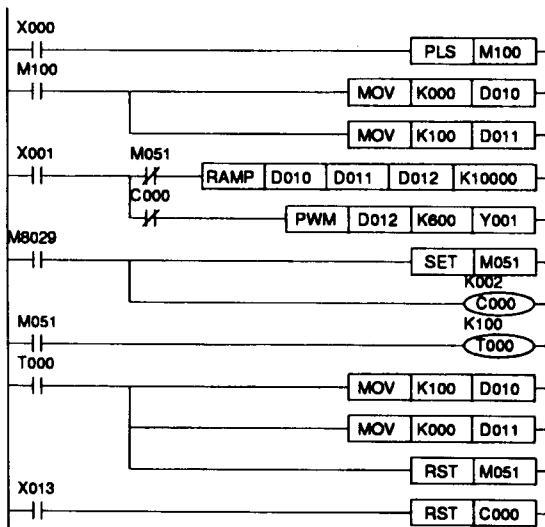 X000
PLS M100
M100
MOV K000 D010
MOV K100 D011
X001 M051
RAMP D010 D011 D012 K10000
C000
PWM D012 K600 Y001
M8029
SET M051
K002
C000
M051
K100
T000
T000
MOV K100 D010
MOV K000 D011
RST M051
X013
RST C000